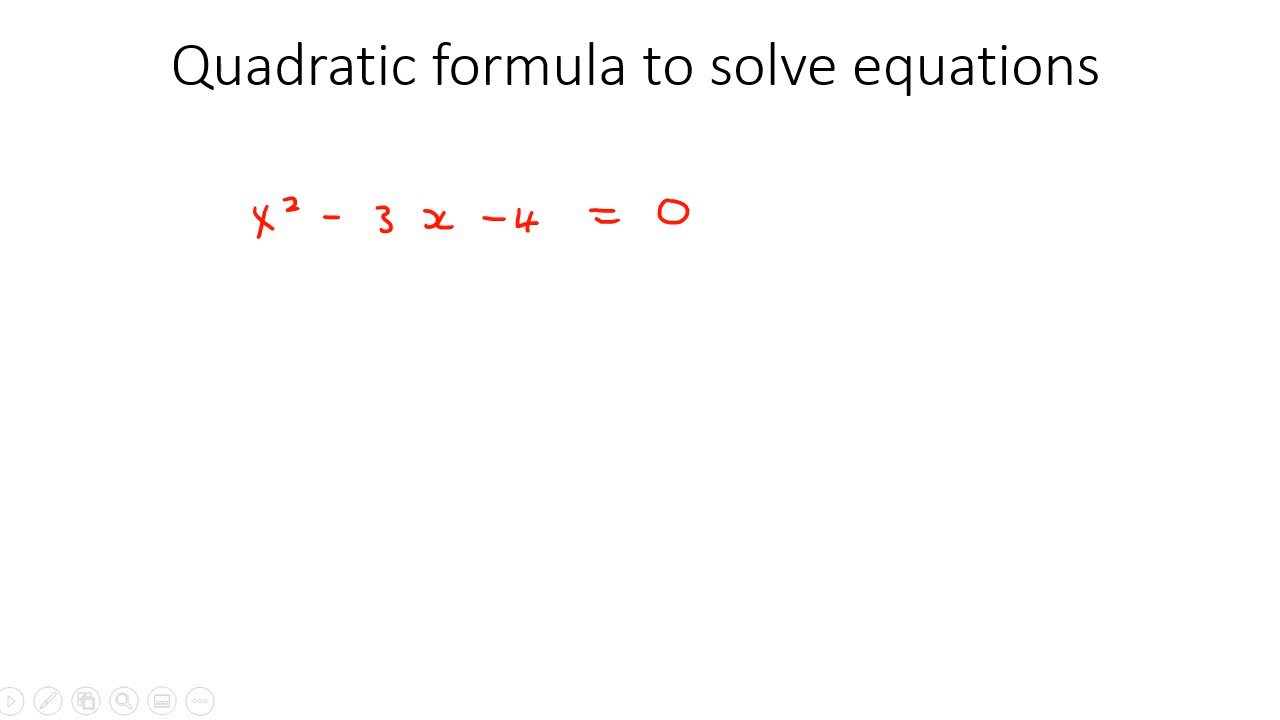 Quadratic formula to solve equations
x² - 3x - 4 = 0